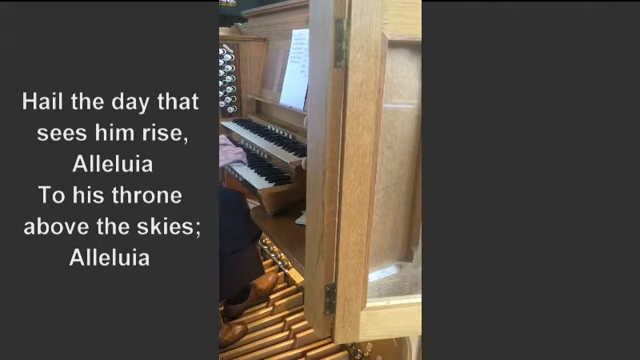 Hail the day that
sees him rise,
Alleluia
To his throne
above the skies;
Alleluia